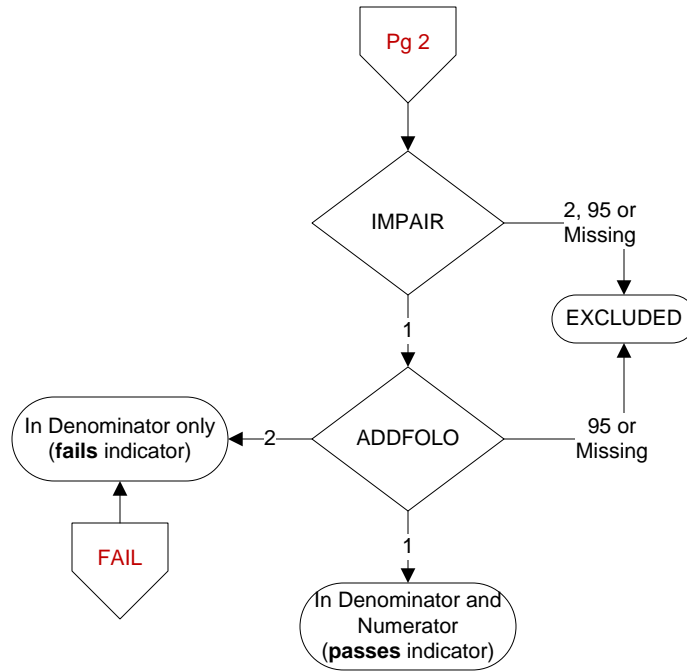 Pg 2
IMPAIR
2, 95 or
Missing
EXCLUDED
1
ADDFOLO
95 or
Missing
2
In Denominator only
(fails indicator)
FAIL
1
In Denominator and
Numerator
(passes indicator)